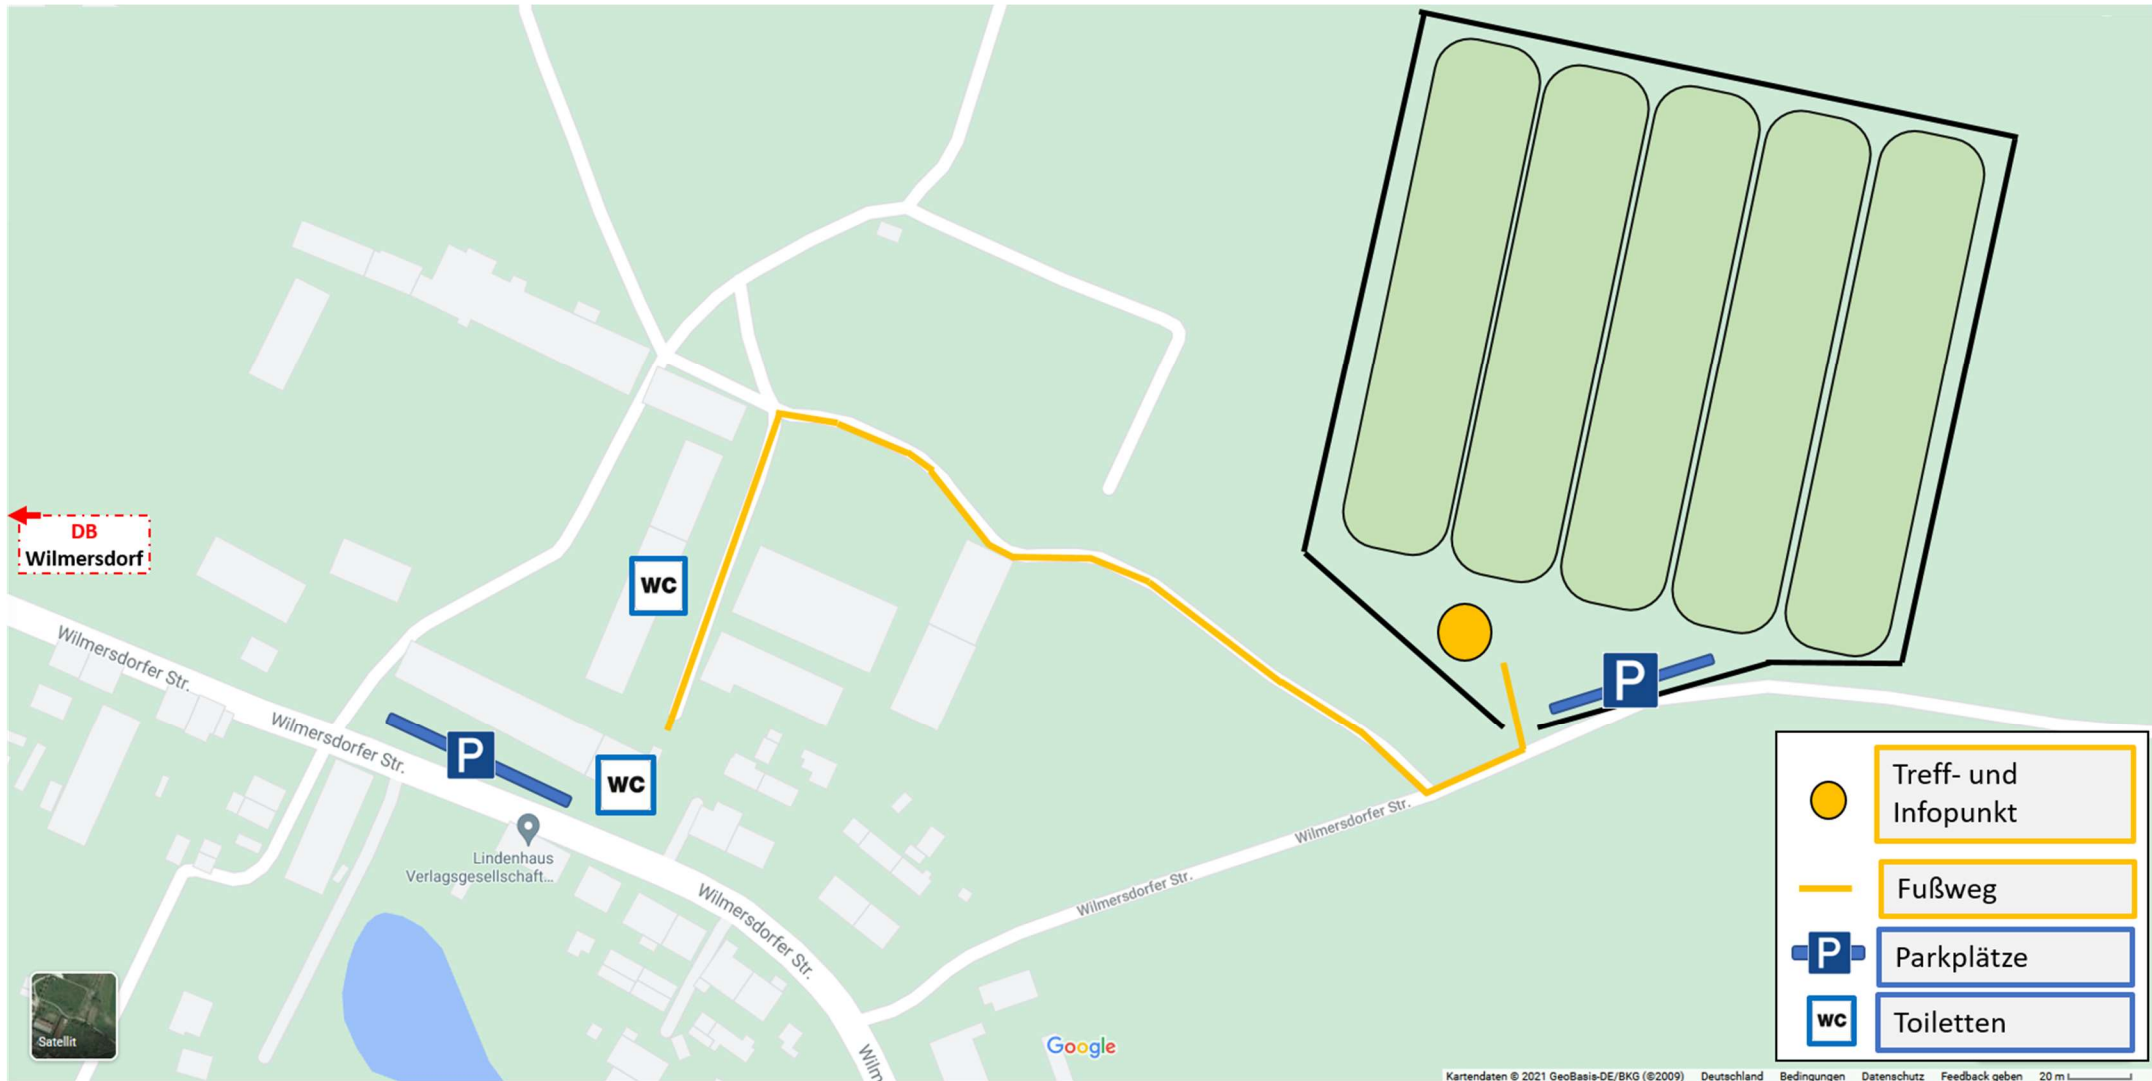 DB
Wilmersdorf
Wilmersdorfer Str.
Wilmersdorfer Str.
WC
P
WC
P
Lindenhaus
Verlagsgesellschaft...
Wilmersdorfer Str.
Wilmersdorfer Str.
Wilmersdorfer Str.
Wilm
Treff- und
Infopunkt
Fußweg
P
Parkplätze
WC
Toiletten
Satellit
Google
Kartendaten © 2021 GeoBasis-DE/BKG (©2009) Deutschland Bedingungen Datenschutz Feedback geben 20 m